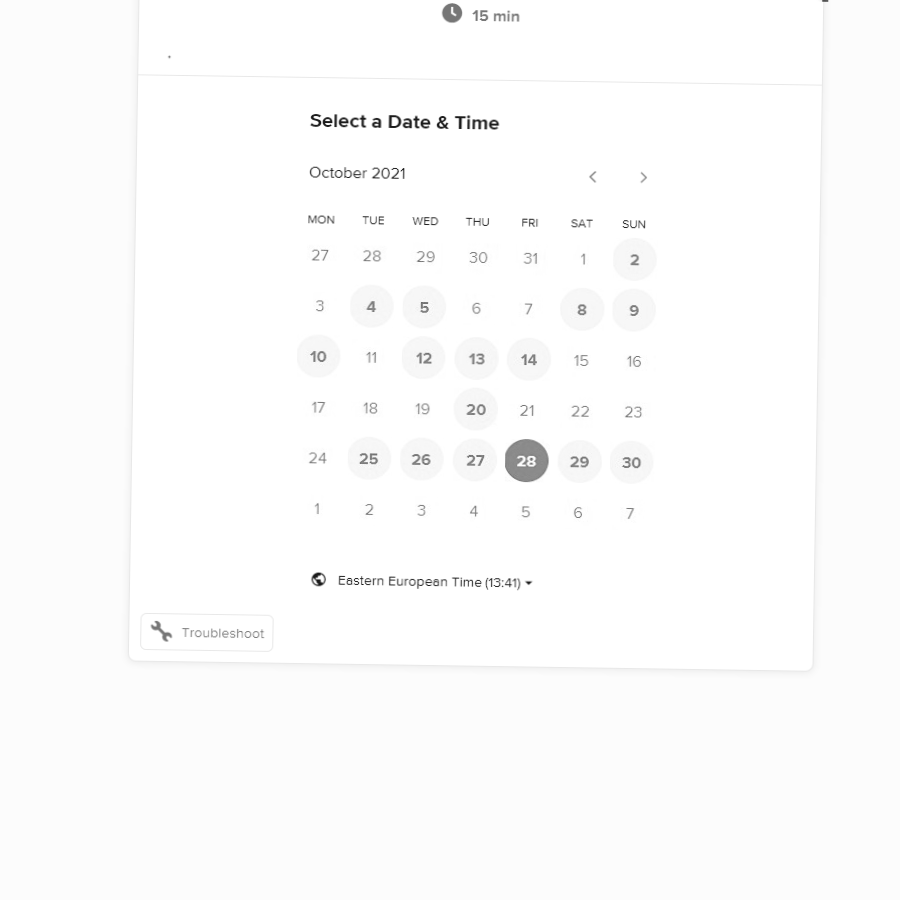 15 min
.
Select a Date & Time
October 2021
MON TUE WED THU FRI SAT SUN
27 28 29 30 31 1 2
3 4 5 6 7 8 9
10 11 12 13 14 15 16
17 18 19 20 21 22 23
24 25 26 27 28 29 30
1 2 3 4 5 6 7
Eastern European Time (13:41)
Troubleshoot